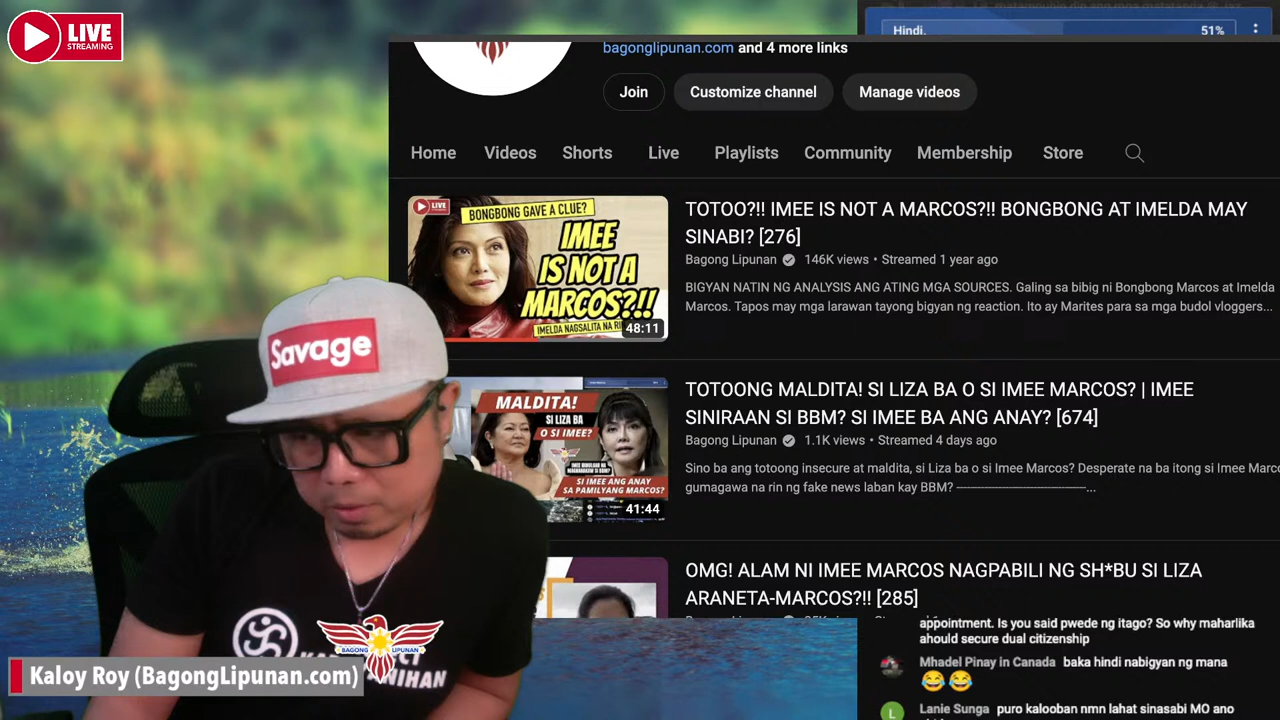 LIVE
STREAMING
Hindi.
51%
bagonglipunan.com and 4 more links
Join
Customize channel
Manage videos
Home
Videos
Shorts
Live
Playlists
Community
Membership
Store
LIVE
BONGBONG GAVE A CLUE?
IMEE
IS NOT A
MARCOS?!!
48:11
TOTOO?!! IMEE IS NOT A MARCOS?!! BONGBONG AT IMELDA MAY
SINABI? [276]
Bagong Lipunan
146K views • Streamed 1 year ago
BIGYAN NATIN NG ANALYSIS ANG ATING MGA SOURCES. Galing sa bibig ni Bongbong Marcos at Imelda
Marcos. Tapos may mga larawan tayong bigyan ng reaction. Ito ay Marites para sa mga budol vloggers...
Savage
MALDITA!
SI LIZA BA
O SI IMEE?
SI IMEE ANG ANAY
SA PAMILYANG MARCOS?
41:44
TOTOONG MALDITA! SI LIZA BA O SI IMEE MARCOS? | IMEE
SINIRAAN SI BBM? SI IMEE BA ANG ANAY? [674]
Bagong Lipunan
1.1K views • Streamed 4 days ago
Sino ba ang totoong insecure at maldita, si Liza ba o si Imee Marcos? Desperate na ba itong si Imee Marc
gumagawa na rin ng fake news laban kay BBM? ----------------------------------------...
OMG! ALAM NI IMEE MARCOS NAGPABILI NG SH*BU SI LIZA
ARANETA-MARCOS?!! [285]
appointment. Is you said pwede ng itago? So why maharlika
ahould secure dual citizenship
Mhadel Pinay in Canada baka hindi nabigyan ng mana
L
Lanie Sunga puro kalooban nmn lahat sinasabi MO ano
BAGONG LIPUNAN
Kaloy Roy (BagongLipunan.com)